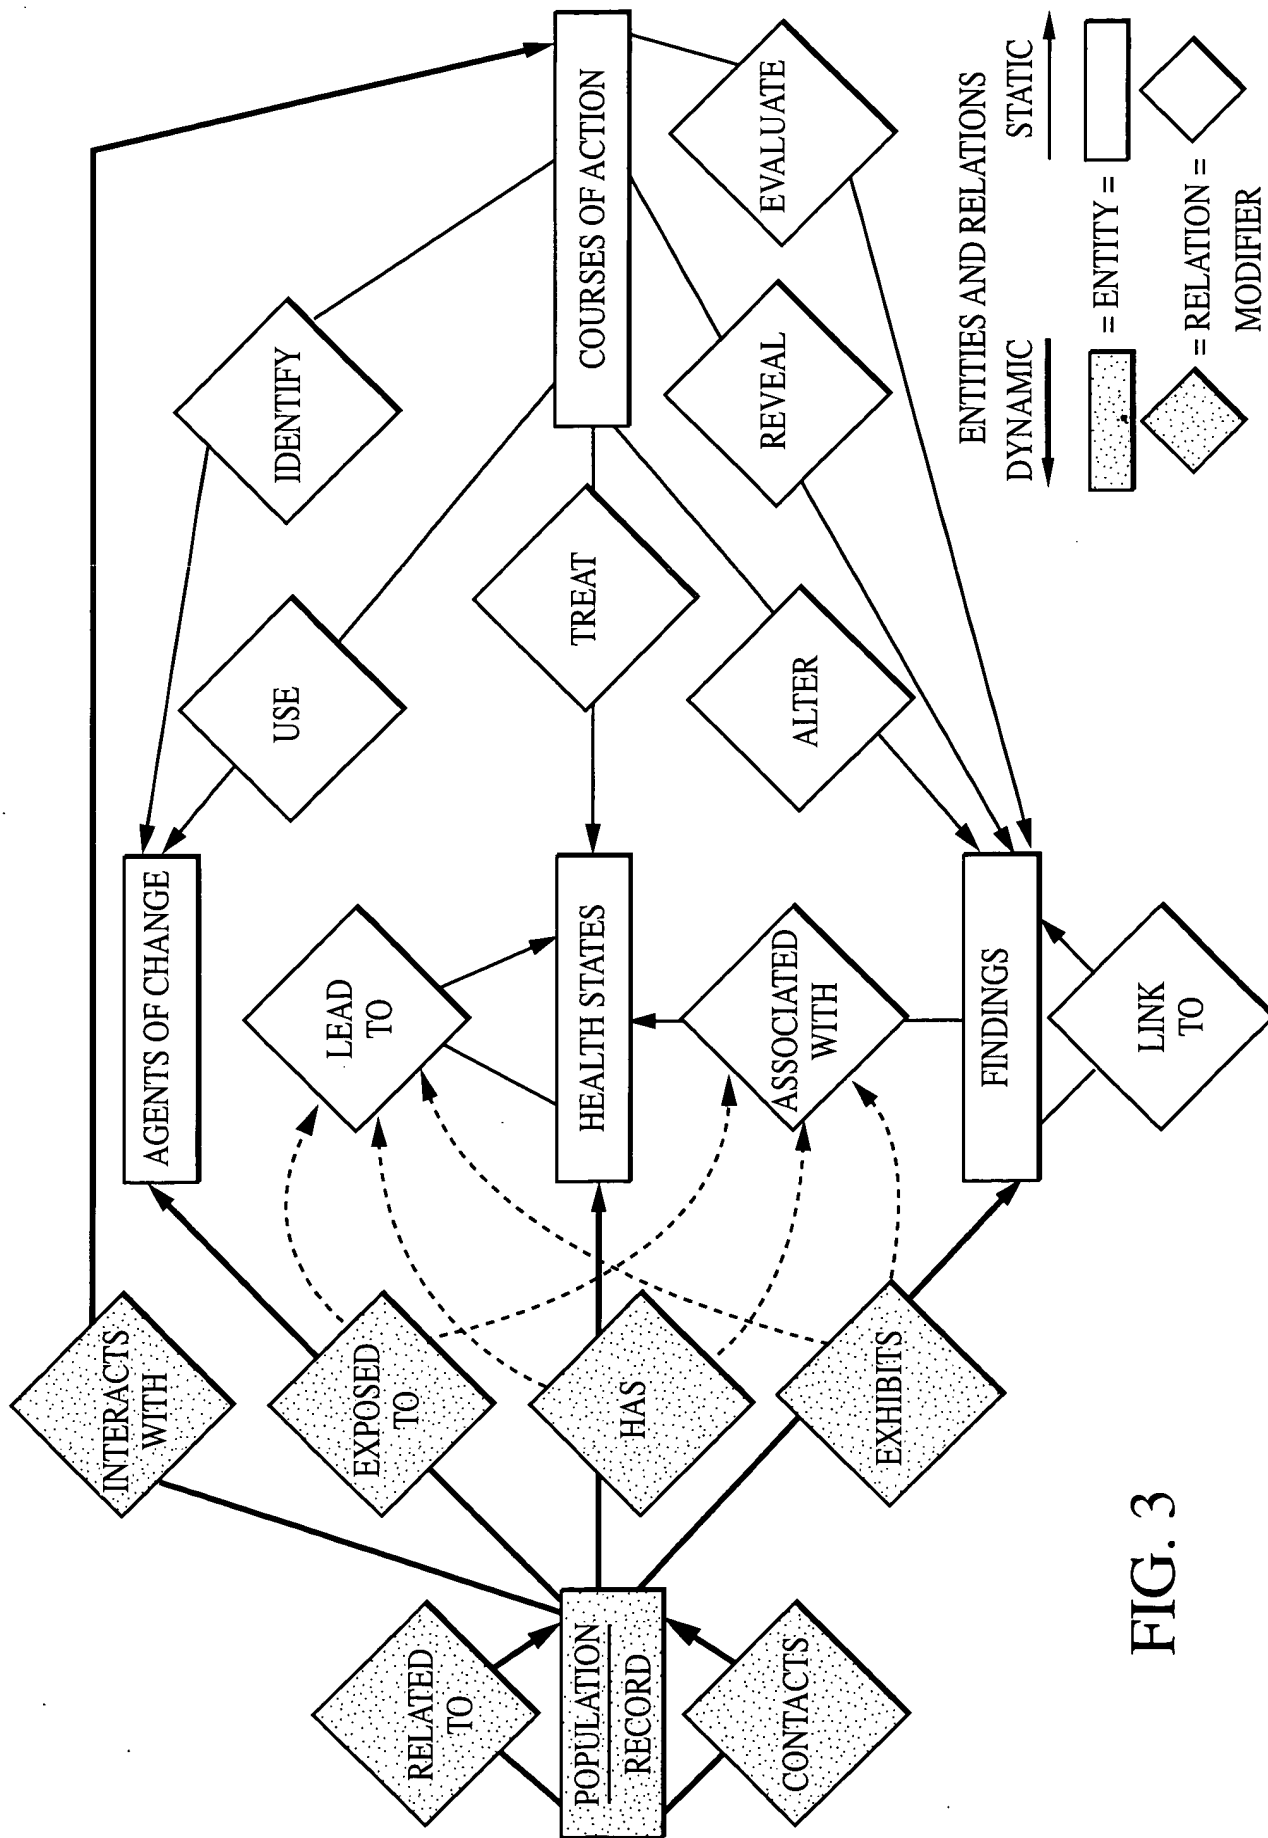 INTERACTS
WITH
RELATED
TO
EXPOSED
TO
POPULATION
RECORD
HAS
CONTACTS
EXHIBITS
AGENTS OF CHANGE
LEAD
TO
HEALTH STATES
ASSOCIATED
WITH
FINDINGS
LINK
TO
USE
IDENTIFY
TREAT
ALTER
REVEAL
EVALUATE
COURSES OF ACTION
ENTITIES AND RELATIONS
DYNAMIC STATIC
= ENTITY =
= RELATION =
MODIFIER
FIG. 3